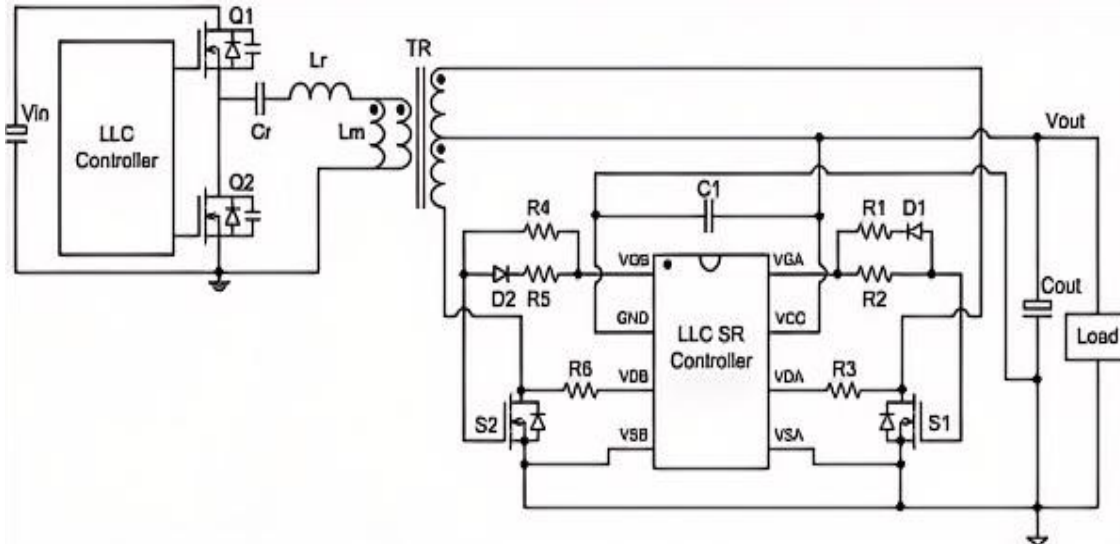 Q1
TR
Lr
Vin
LLC
Controller
Cr
Lm
Q2
Vout
C1
R4
R1
D1
VGB
VGA
D2
R5
R2
Cout
GND
VCC
LLC SR
Controller
Load
R6
VDB
VDA
R3
S2
S1
VSB
VSA